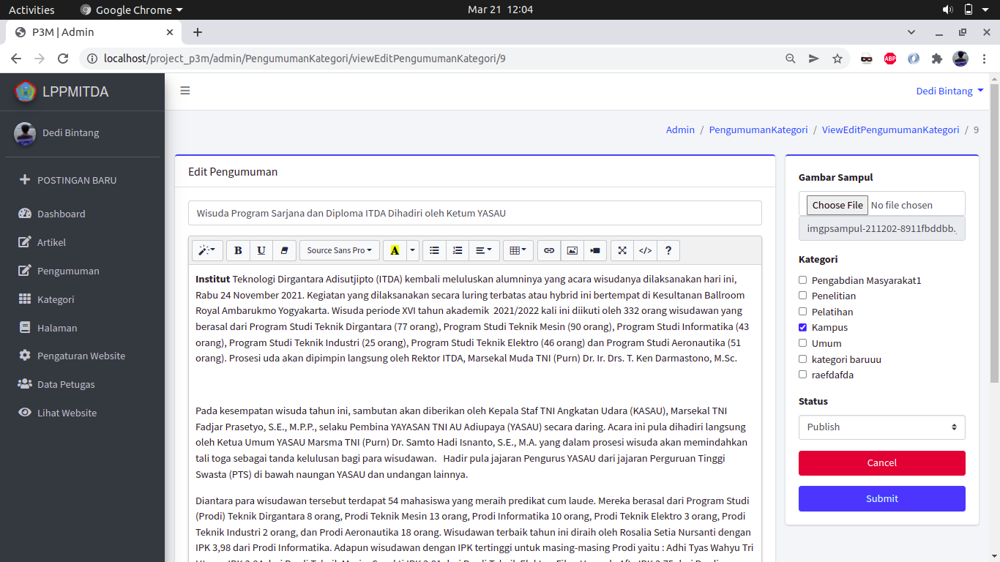 Activities
Google Chrome
Mar 21 12:04
P3M | Admin
localhost/project_p3m/admin/PengumumanKategori/viewEditPengumumanKategori/9
ABP
LPPMITDA
Dedi Bintang
Dedi Bintang
Admin / PengumumanKategori / ViewEditPengumumanKategori / 9
POSTINGAN BARU
Dashboard
Artikel
Pengumuman
Kategori
Halaman
Pengaturan Website
Data Petugas
Lihat Website
Edit Pengumuman
Wisuda Program Sarjana dan Diploma ITDA Dihadiri oleh Ketum YASAU
B U Source Sans Pro A </> ?
Institut Teknologi Dirgantara Adisutjipto (ITDA) kembali meluluskan alumninya yang acara wisudanya dilaksanakan hari ini,
Rabu 24 November 2021. Kegiatan yang dilaksanakan secara luring terbatas atau hybrid ini bertempat di Kesultanan Ballroom
Royal Ambarukmo Yogyakarta. Wisuda periode XVI tahun akademik 2021/2022 kali ini diikuti oleh 332 orang wisudawan yang
berasal dari Program Studi Teknik Dirgantara (77 orang), Program Studi Teknik Mesin (90 orang), Program Studi Informatika (43
orang), Program Studi Teknik Industri (25 orang), Program Studi Teknik Elektro (46 orang) dan Program Studi Aeronautika (51
orang). Prosesi uda akan dipimpin langsung oleh Rektor ITDA, Marsekal Muda TNI (Purn) Dr. Ir. Drs. T. Ken Darmastono, M.Sc.
Pada kesempatan wisuda tahun ini, sambutan akan diberikan oleh Kepala Staf TNI Angkatan Udara (KASAU), Marsekal TNI
Fadjar Prasetyo, S.E., M.P.P., selaku Pembina YAYASAN TNI AU Adiupaya (YASAU) secara daring. Acara ini pula dihadiri langsung
oleh Ketua Umum YASAU Marsma TNI (Purn) Dr. Samto Hadi Isnanto, S.E., M.A. yang dalam prosesi wisuda akan memindahkan
tali toga sebagai tanda kelulusan bagi para wisudawan. Hadir pula jajaran Pengurus YASAU dari jajaran Perguruan Tinggi
Swasta (PTS) di bawah naungan YASAU dan undangan lainnya.
Diantara para wisudawan tersebut terdapat 54 mahasiswa yang meraih predikat cum laude. Mereka berasal dari Program Studi
(Prodi) Teknik Dirgantara 8 orang, Prodi Teknik Mesin 13 orang, Prodi Informatika 10 orang, Prodi Teknik Elektro 3 orang, Prodi
Teknik Industri 2 orang, dan Prodi Aeronautika 18 orang. Wisudawan terbaik tahun ini diraih oleh Rosalia Setia Nursanti dengan
IPK 3,98 dari Prodi Informatika. Adapun wisudawan dengan IPK tertinggi untuk masing-masing Prodi yaitu : Adhi Tyas Wahyu Tri
Gambar Sampul
Choose File No file chosen
imgpsampul-211202-8911fbddbb.
Kategori
Pengabdian Masyarakat1
Penelitian
Pelatihan
Kampus
Umum
kategori baruuu
raefdafda
Status
Publish
Cancel
Submit